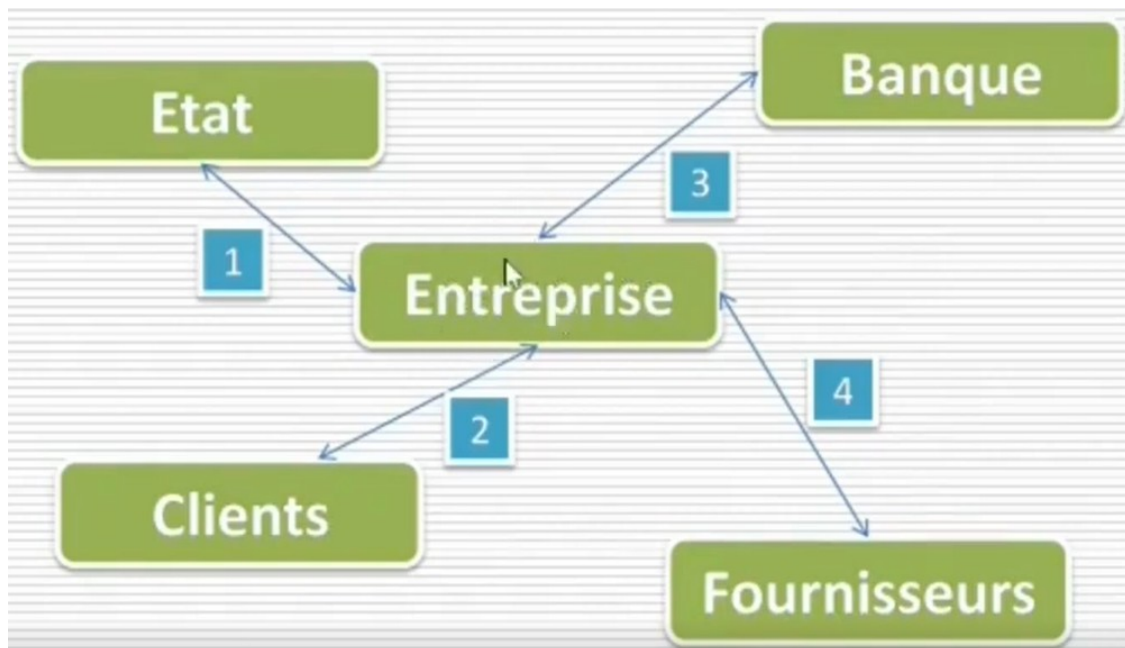 Banque
Etat
3
1
Entreprise
4
2
Clients
Fournisseurs